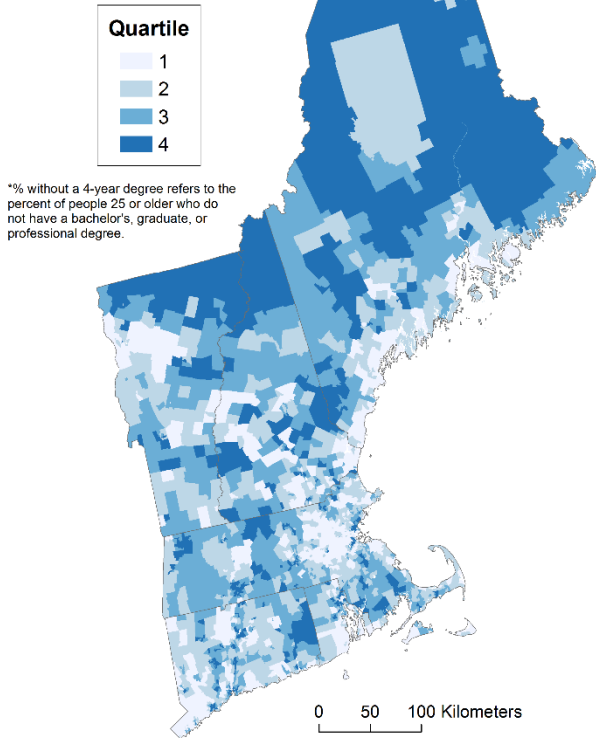 Quartile
1
2
3
4
*% without a 4-year degree refers to the
percent of people 25 or older who do
not have a bachelor's, graduate, or
professional degree.
0 50 100 Kilometers